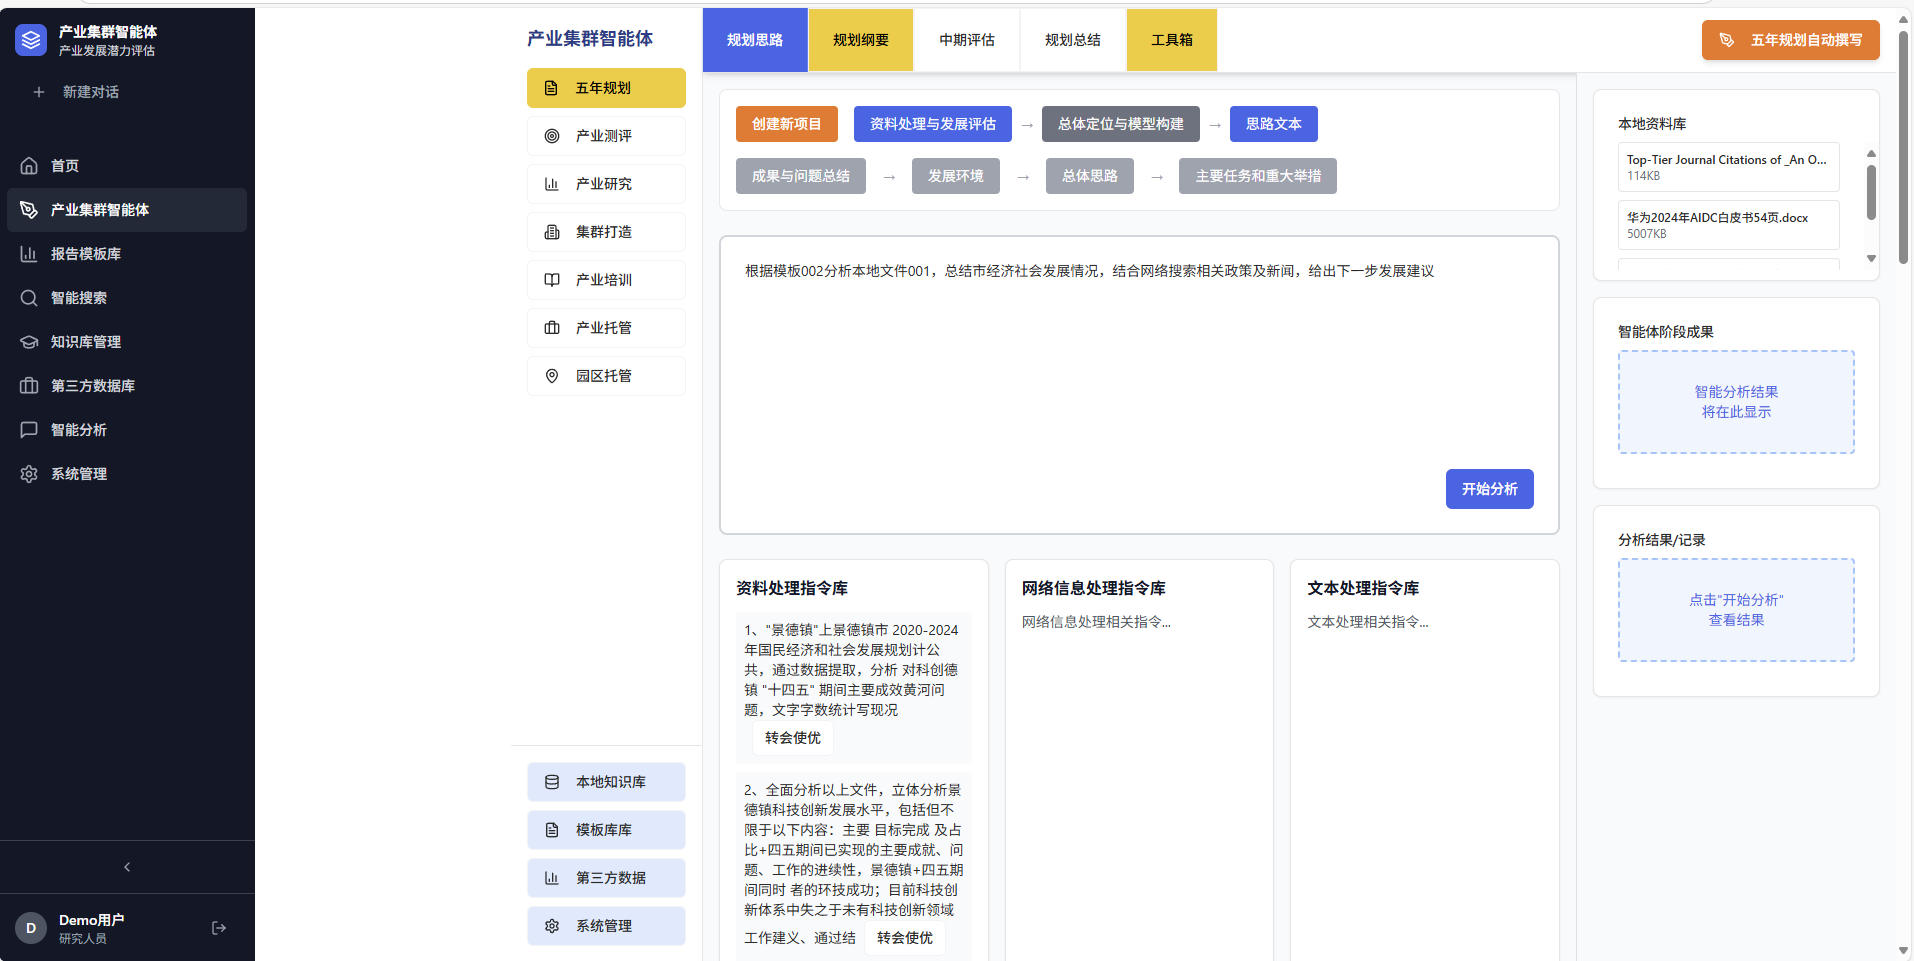 产业集群智能体
产业发展潜力评估
新建对话
首页
产业集群智能体
报告模板库
智能搜索
知识库管理
第三方数据库
智能分析
系统管理
D
Demo用户
研究人员
产业集群智能体
五年规划
产业测评
产业研究
集群打造
产业培训
产业托管
园区托管
本地知识库
模板库库
第三方数据
系统管理
规划思路
规划纲要
中期评估
规划总结
工具箱
五年规划自动撰写
创建新项目
资料处理与发展评估
→
总体定位与模型构建
→
思路文本
成果与问题总结
→
发展环境
→
总体思路
→
主要任务和重大举措
根据模板002分析本地文件001，总结市经济社会发展情况，结合网络搜索相关政策及新闻，给出下一步发展建议
开始分析
资料处理指令库
1、"景德镇"上景德镇市 2020-2024
年国民经济和社会发展规划计公
共，通过数据提取，分析 对科创德
镇 "十四五" 期间主要成效黄河问
题，文字字数统计写现况
转会使优
2、全面分析以上文件，立体分析景
德镇科技创新发展水平，包括但不
限于以下内容：主要 目标完成 及占
比+四五期间已实现的主要成就、问
题、工作的进续性，景德镇+四五期
间同时 者的环技成功；目前科技创
新体系中失之于未有科技创新领域
工作建义、通过结
转会使优
网络信息处理指令库
网络信息处理相关指令...
文本处理指令库
文本处理相关指令...
本地资料库
Top-Tier Journal Citations of _An O...
114KB
华为2024年AIDC白皮书54页.docx
5007KB
智能体阶段成果
智能分析结果
将在此显示
分析结果/记录
点击"开始分析"
查看结果